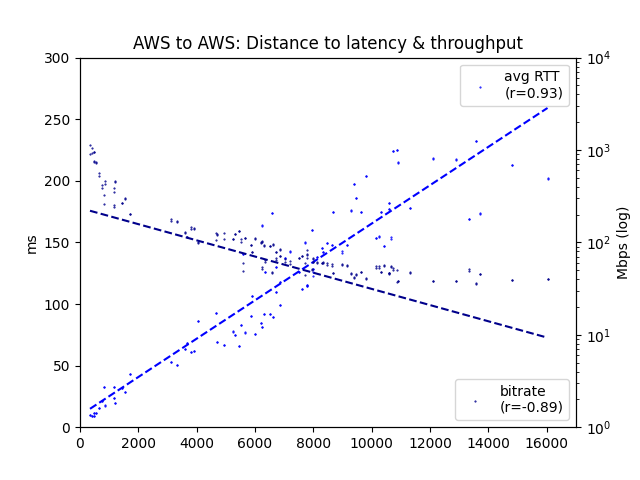 AWS to AWS: Distance to latency & throughput
300
250
200
150
100
50
0
ms
0 2000 4000 6000 8000 10000 12000 14000 16000
10⁴
10³
10²
10¹
10⁰
Mbps (log)
avg RTT
(r=0.93)
bitrate
(r=-0.89)